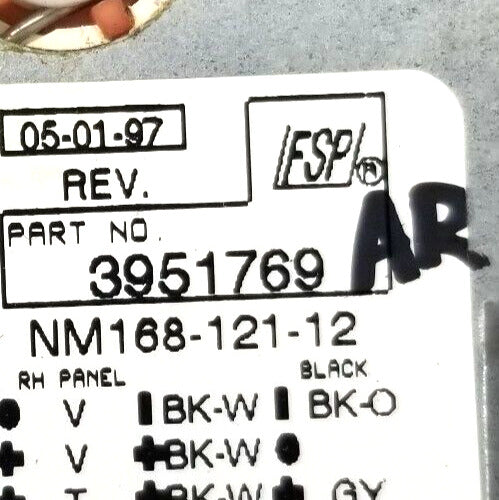 05-01-97
FSP®
REV.
PART NO.
3951769
AR
NM168-121-12
RH PANEL BLACK
V BK-W BK-O
V BK-W
T BK-W GY